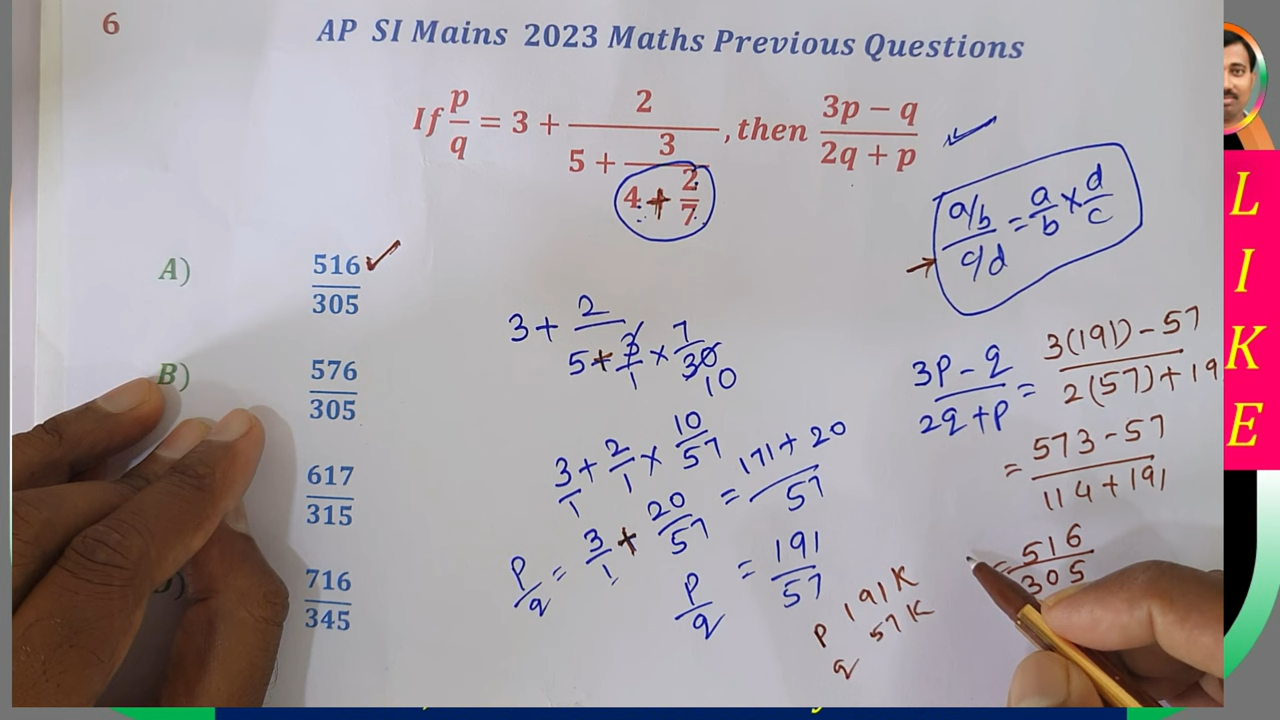 6
AP SI Mains 2023 Maths Previous Questions
If p/q = 3 + 2/(5 + 3/(4 + 2/7)), then (3p − q)/(2q + p)
A) 516/305
B) 576/305
617/315
716/345
(a/b)/(c/d) = a/b × d/c
3 + 2/(5 + 3/1 × 7/30
10
3/1 + 2/1 × 10/57
p/q = 3/1 + 20/57 = (171 + 20)/57
p/q = 191/57
p 191K
q 57K
(3p − q)/(2q + p) = (3(191) − 57)/(2(57) + 19
= (573 − 57)/(114 + 191)
= 516/305
L
I
K
E